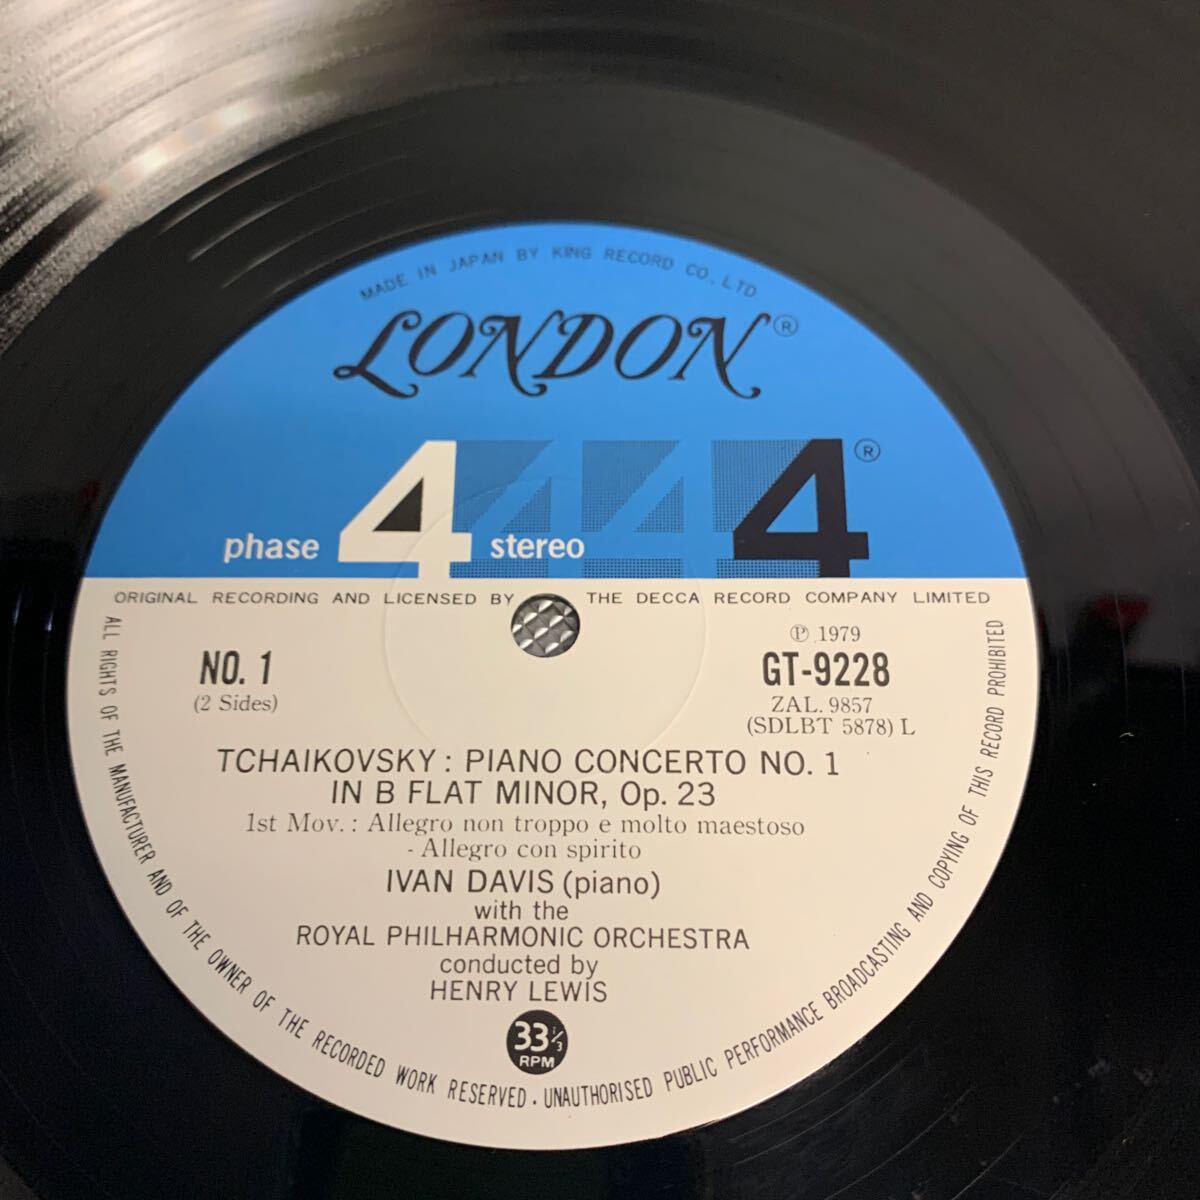 MADE IN JAPAN BY KING RECORD CO., LTD.
LONDON®
phase 4 stereo 4 4 4®
ORIGINAL RECORDING AND LICENSED BY THE DECCA RECORD COMPANY LIMITED
NO. 1
(2 Sides)
℗ 1979
GT-9228
ZAL. 9857
(SDLBT 5878) L
TCHAIKOVSKY : PIANO CONCERTO NO. 1
IN B FLAT MINOR, Op. 23
1st Mov. : Allegro non troppo e molto maestoso
- Allegro con spirito
IVAN DAVIS (piano)
with the
ROYAL PHILHARMONIC ORCHESTRA
conducted by
HENRY LEWIS
33 1/3
RPM
ALL RIGHTS OF THE MANUFACTURER AND OF THE OWNER OF THE RECORDED WORK RESERVED · UNAUTHORISED PUBLIC PERFORMANCE BROADCASTING AND COPYING OF THIS RECORD PROHIBITED